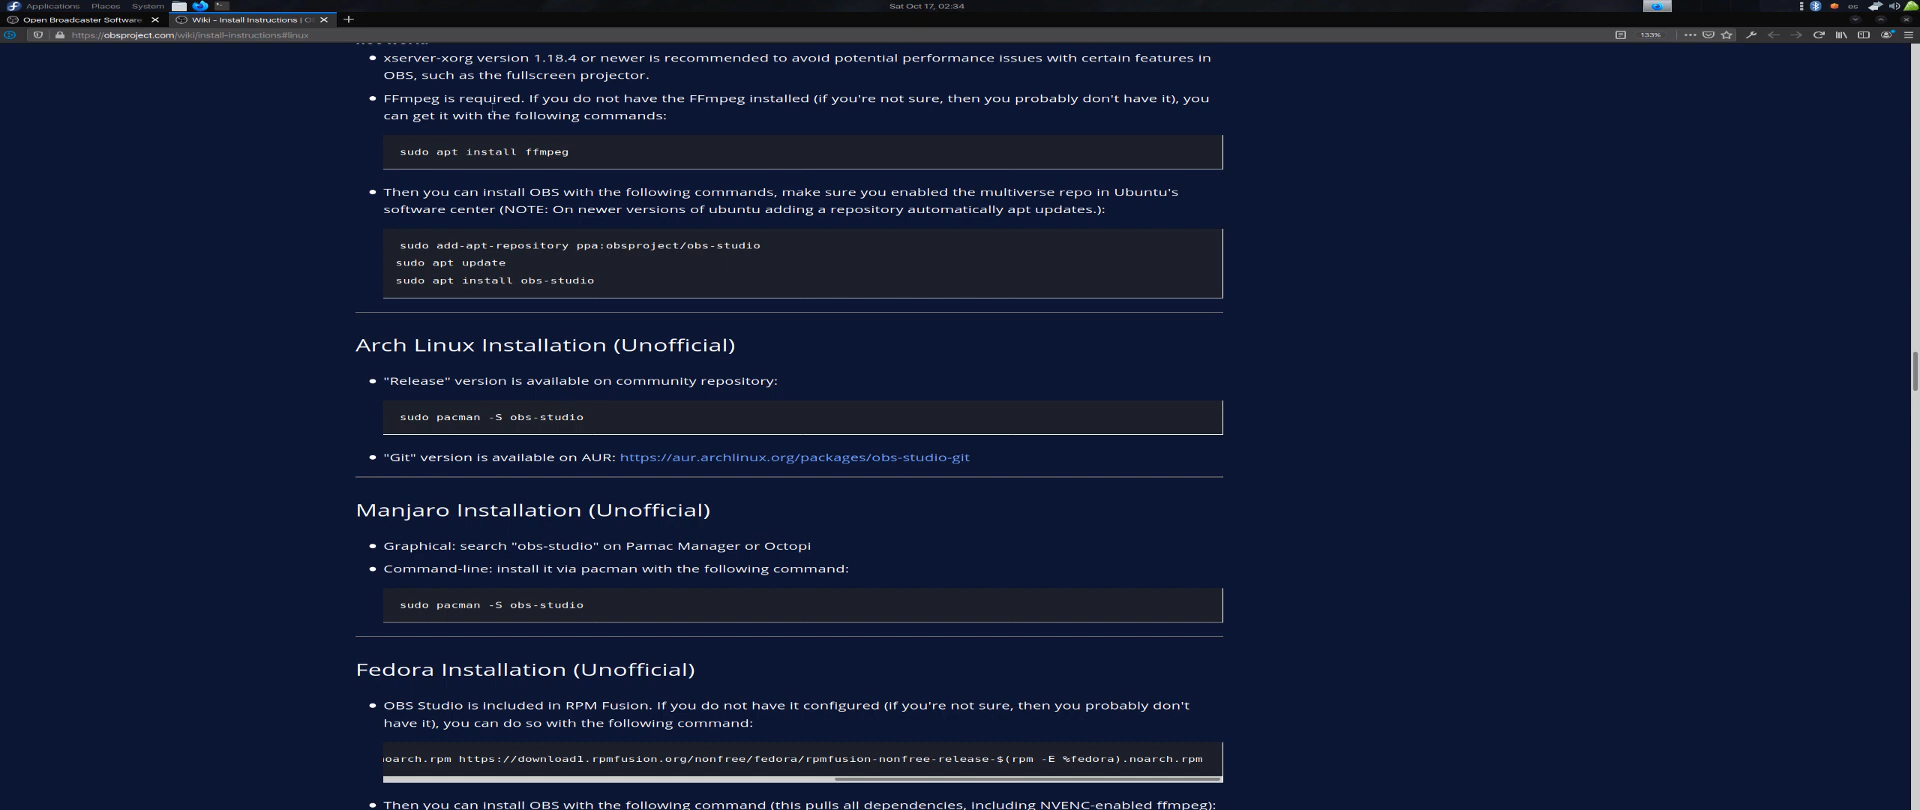 Applications Places System
Sat Oct 17, 02:34
es
Open Broadcaster Software
Wiki - Install Instructions | O
https://obsproject.com/wiki/install-instructions#linux
133%
xserver-xorg version 1.18.4 or newer is recommended to avoid potential performance issues with certain features in
OBS, such as the fullscreen projector.
FFmpeg is required. If you do not have the FFmpeg installed (if you're not sure, then you probably don't have it), you
can get it with the following commands:
sudo apt install ffmpeg
Then you can install OBS with the following commands, make sure you enabled the multiverse repo in Ubuntu's
software center (NOTE: On newer versions of ubuntu adding a repository automatically apt updates.):
sudo add-apt-repository ppa:obsproject/obs-studio
sudo apt update
sudo apt install obs-studio
Arch Linux Installation (Unofficial)
"Release" version is available on community repository:
sudo pacman -S obs-studio
"Git" version is available on AUR: https://aur.archlinux.org/packages/obs-studio-git
Manjaro Installation (Unofficial)
Graphical: search "obs-studio" on Pamac Manager or Octopi
Command-line: install it via pacman with the following command:
sudo pacman -S obs-studio
Fedora Installation (Unofficial)
OBS Studio is included in RPM Fusion. If you do not have it configured (if you're not sure, then you probably don't
have it), you can do so with the following command:
noarch.rpm https://download1.rpmfusion.org/nonfree/fedora/rpmfusion-nonfree-release-$(rpm -E %fedora).noarch.rpm
Then you can install OBS with the following command (this pulls all dependencies, including NVENC-enabled ffmpeg):